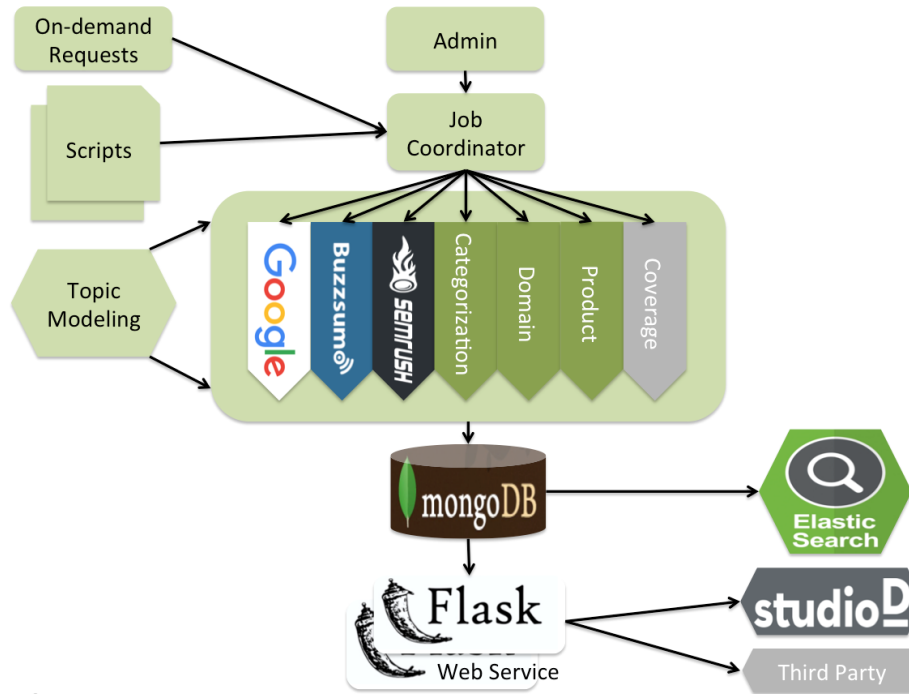 On-demand
Requests
Admin
Scripts
Job
Coordinator
Topic
Modeling
Google
Buzzsumo
SEMRUSH
Categorization
Domain
Product
Coverage
mongoDB
Elastic
Search
Flask
Web Service
studioD
Third Party